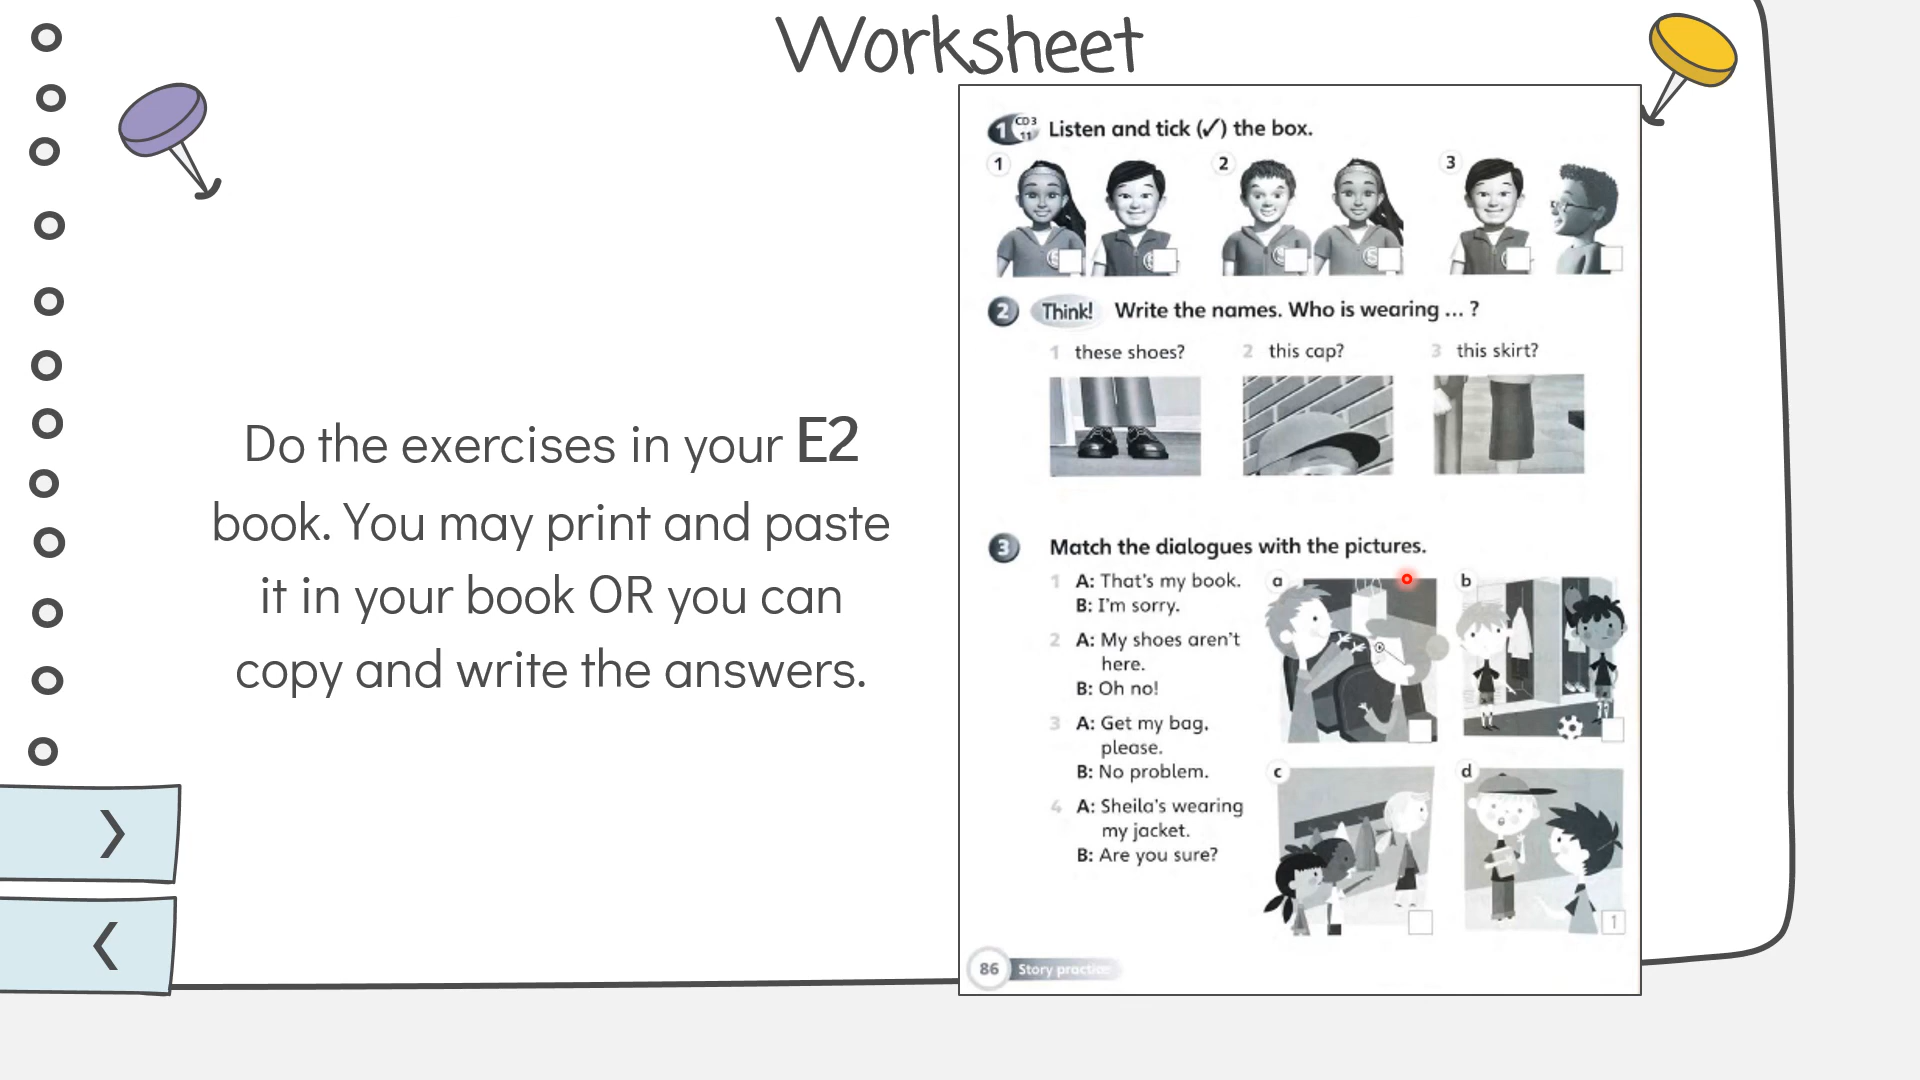 Worksheet
Do the exercises in your E2
book. You may print and paste
it in your book OR you can
copy and write the answers.
1 CD3 11 Listen and tick (✓) the box.
1 2 3
2 Think! Write the names. Who is wearing ... ?
1 these shoes? 2 this cap? 3 this skirt?
3 Match the dialogues with the pictures.
1 A: That's my book.
B: I'm sorry.
2 A: My shoes aren't
here.
B: Oh no!
3 A: Get my bag,
please.
B: No problem.
4 A: Sheila's wearing
my jacket.
B: Are you sure?
a b
c d
1
86 Story practice